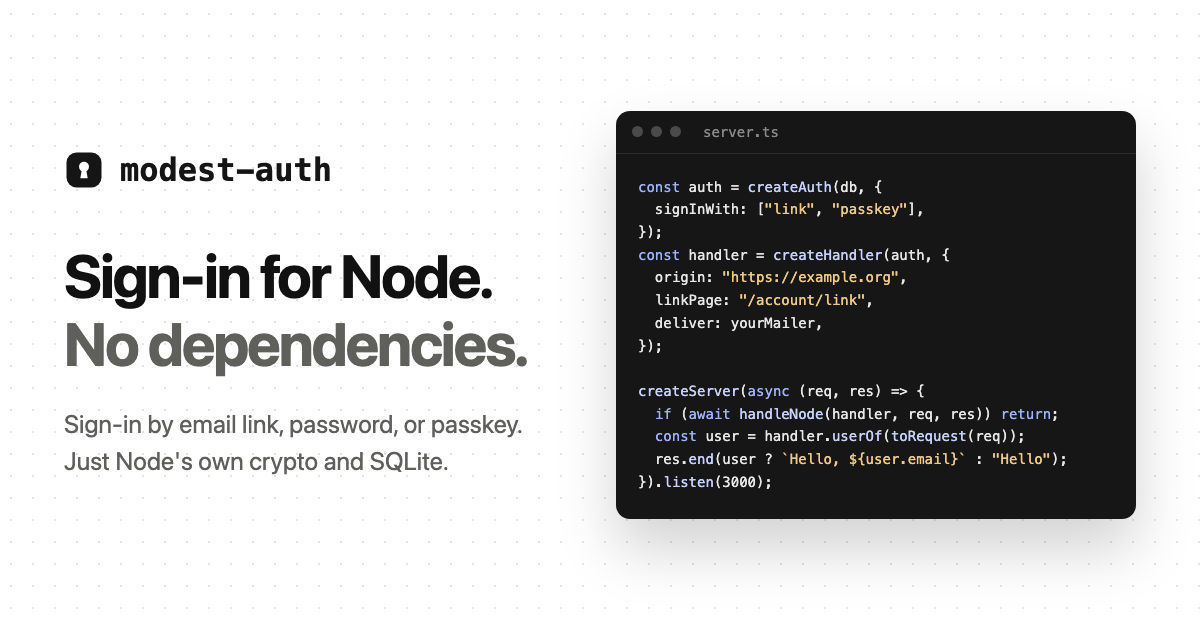 modest-auth
Sign-in for Node.
No dependencies.
Sign-in by email link, password, or passkey.
Just Node's own crypto and SQLite.
server.ts
const auth = createAuth(db, {
  signInWith: ["link", "passkey"],
});
const handler = createHandler(auth, {
  origin: "https://example.org",
  linkPage: "/account/link",
  deliver: yourMailer,
});

createServer(async (req, res) => {
  if (await handleNode(handler, req, res)) return;
  const user = handler.userOf(toRequest(req));
  res.end(user ? `Hello, ${user.email}` : "Hello");
}).listen(3000);